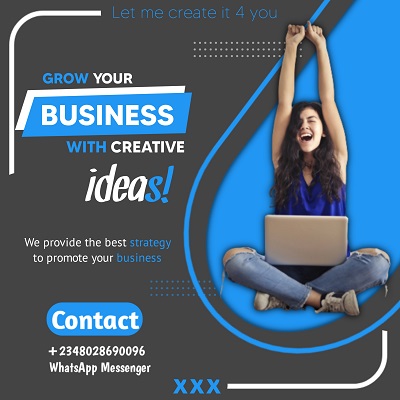 Let me create it 4 you
GROW YOUR
BUSINESS
WITH CREATIVE
ideas!
We provide the best strategy
to promote your business
Contact
+2348028690096
WhatsApp Messenger
XXX